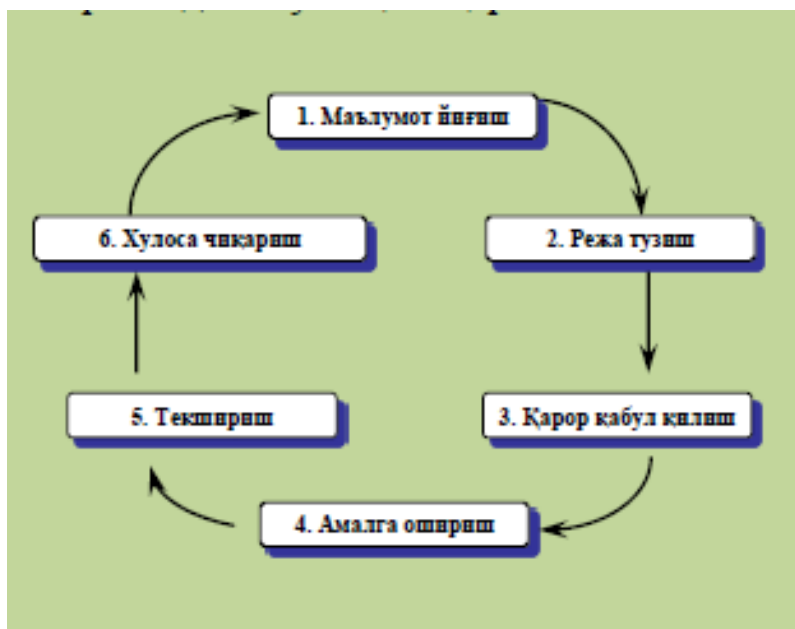 1. Маълумот йиғиш
2. Режа тузиш
3. Қарор қабул қилиш
4. Амалга ошириш
5. Текшириш
6. Хулоса чиқариш